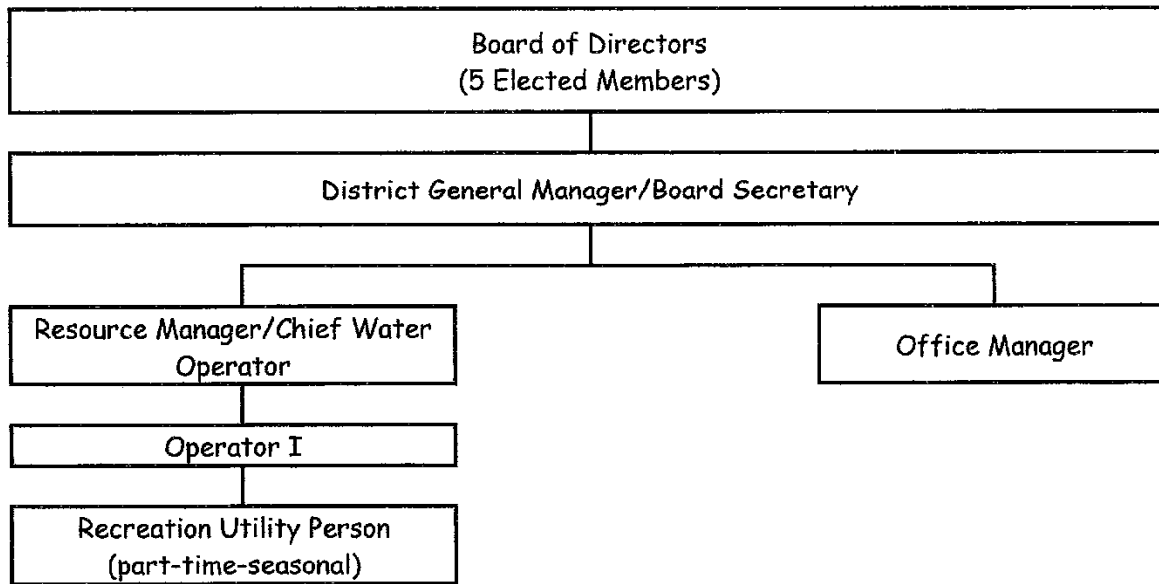 Board of Directors
(5 Elected Members)
District General Manager/Board Secretary
Resource Manager/Chief Water
Operator
Office Manager
Operator I
Recreation Utility Person
(part-time-seasonal)